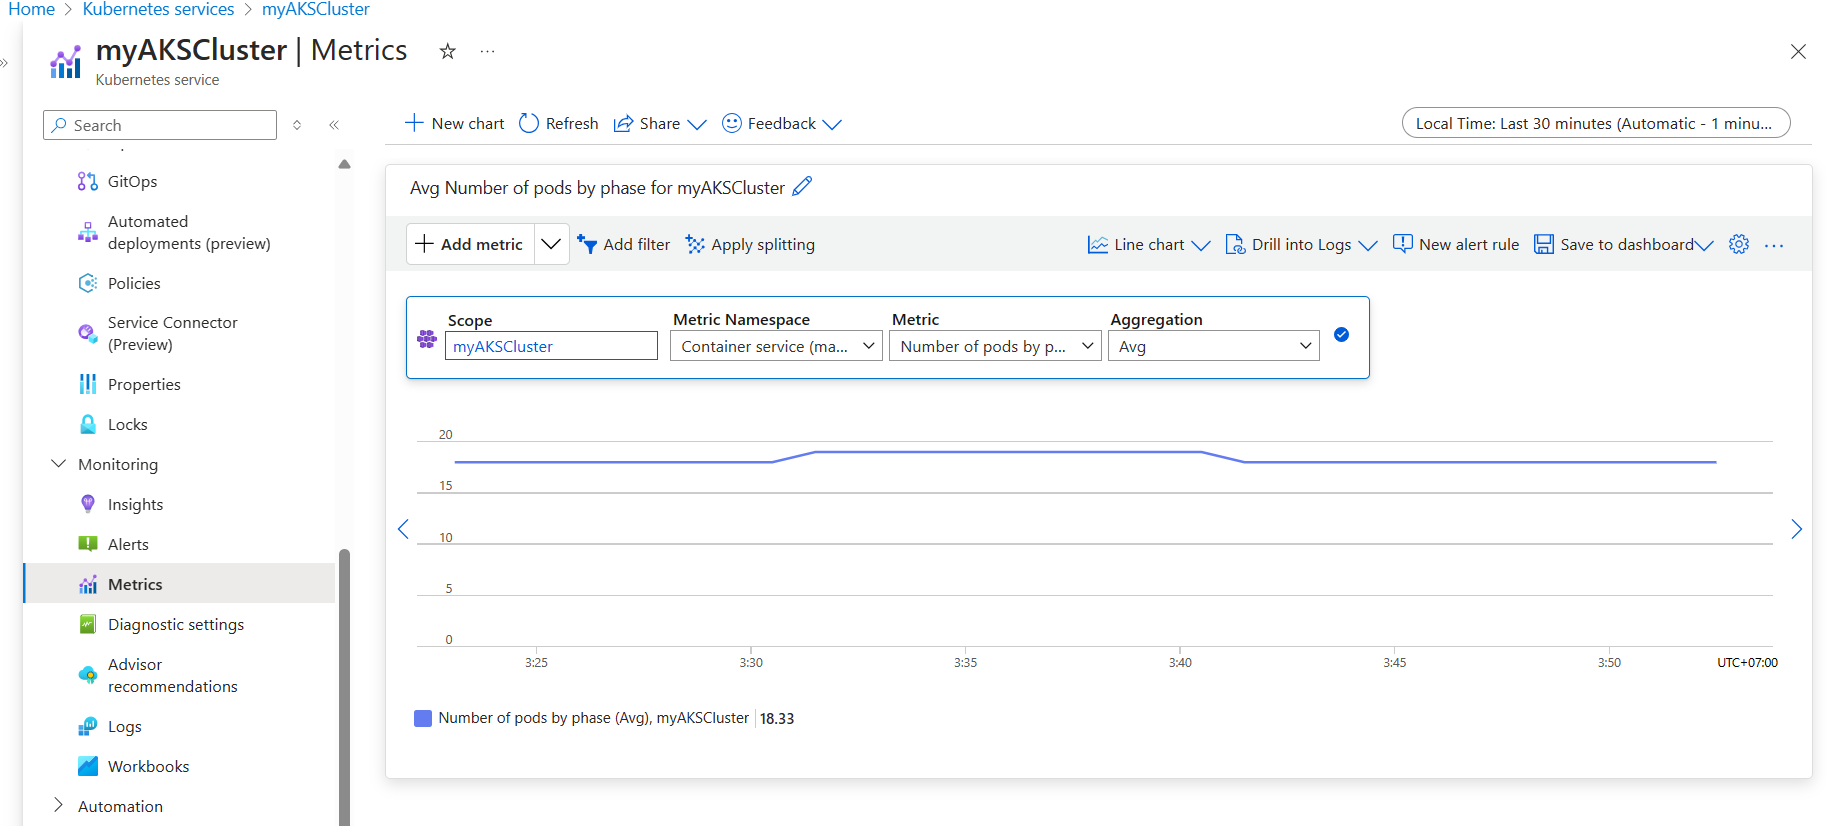 Home > Kubernetes services > myAKSCluster
myAKSCluster | Metrics
Kubernetes service
Search
GitOps
Automated
deployments (preview)
Policies
Service Connector
(Preview)
Properties
Locks
Monitoring
Insights
Alerts
Metrics
Diagnostic settings
Advisor
recommendations
Logs
Workbooks
Automation
New chart Refresh Share Feedback
Local Time: Last 30 minutes (Automatic - 1 minu...
Avg Number of pods by phase for myAKSCluster
Add metric Add filter Apply splitting
Line chart Drill into Logs New alert rule Save to dashboard
Scope Metric Namespace Metric Aggregation
myAKSCluster Container service (ma... Number of pods by p... Avg
20
15
10
5
0
3:25 3:30 3:35 3:40 3:45 3:50 UTC+07:00
Number of pods by phase (Avg), myAKSCluster 18.33